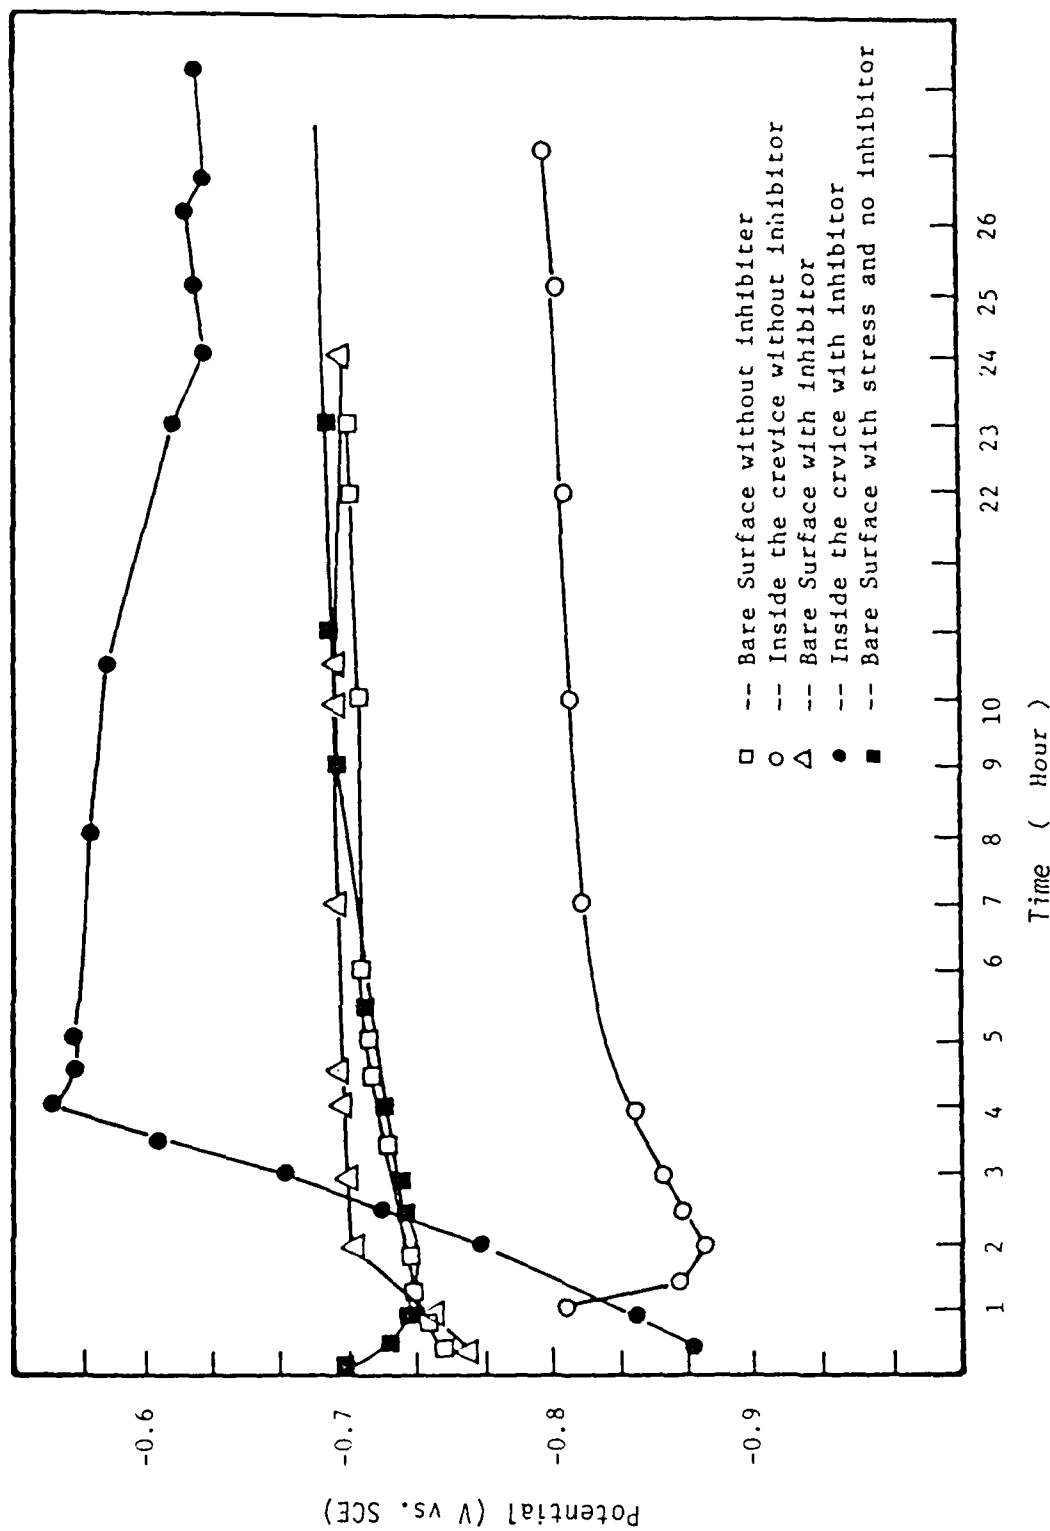 -0.6
-0.7
-0.8
-0.9
Potential (V vs. SCE)
1 2 3 4 5 6 7 8 9 10 22 23 24 25 26
Time ( Hour )
-- Bare Surface without inhibiter
-- Inside the crevice without inhibitor
-- Bare Surface with inhibitor
-- Inside the crvice with inhibitor
-- Bare Surface with stress and no inhibitor